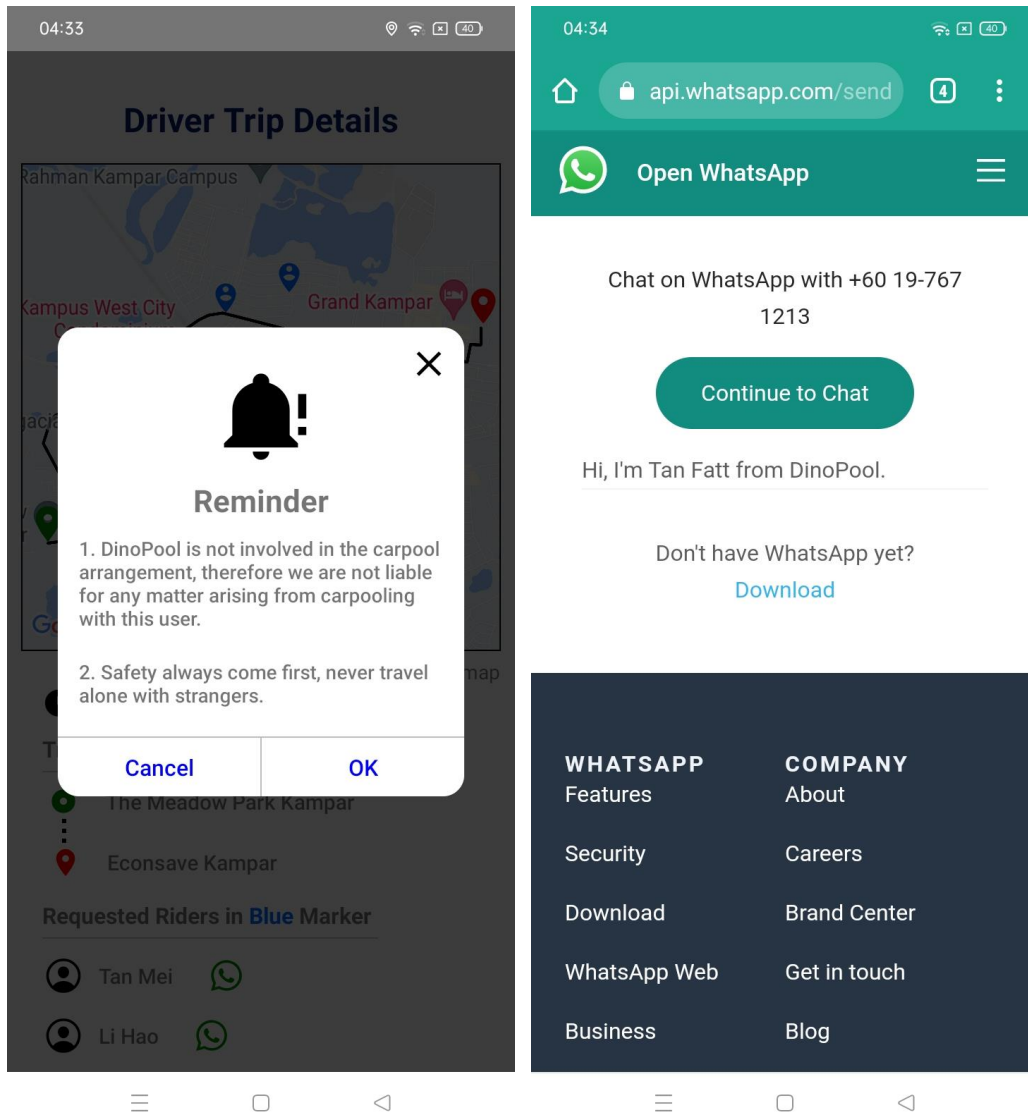 04:33
40
Driver Trip Details
Rahman Kampar Campus
Kampus West City
Grand Kampar
Reminder
1. DinoPool is not involved in the carpool
arrangement, therefore we are not liable
for any matter arising from carpooling
with this user.
2. Safety always come first, never travel
alone with strangers.
map
Cancel
OK
The Meadow Park Kampar
Econsave Kampar
Requested Riders in Blue Marker
Tan Mei
Li Hao
04:34
40
api.whatsapp.com/send
4
Open WhatsApp
Chat on WhatsApp with +60 19-767
1213
Continue to Chat
Hi, I'm Tan Fatt from DinoPool.
Don't have WhatsApp yet?
Download
WHATSAPP
COMPANY
Features
About
Security
Careers
Download
Brand Center
WhatsApp Web
Get in touch
Business
Blog